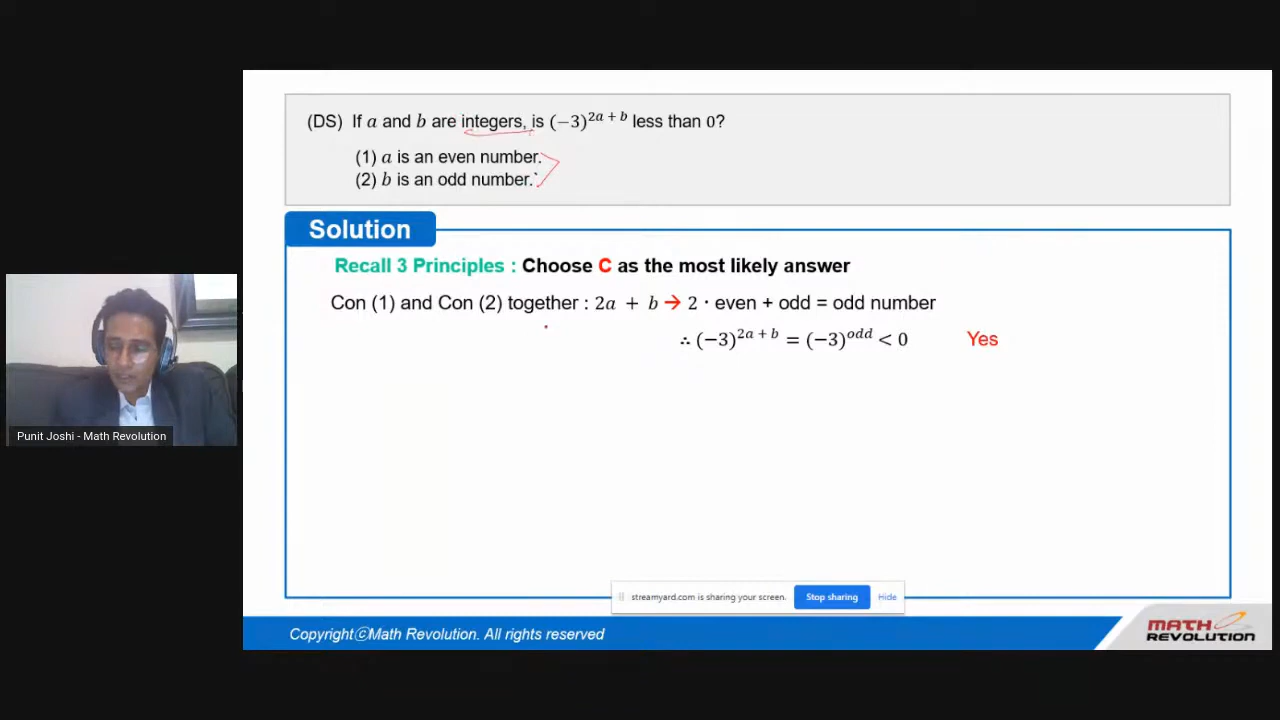 (DS) If a and b are integers, is (−3)^{2a + b} less than 0?
(1) a is an even number.
(2) b is an odd number.
Solution
Recall 3 Principles : Choose C as the most likely answer
Con (1) and Con (2) together : 2a + b → 2 · even + odd = odd number
∴ (−3)^{2a + b} = (−3)^{odd} < 0 Yes
Punit Joshi - Math Revolution
streamyard.com is sharing your screen. Stop sharing Hide
CopyrightⓒMath Revolution. All rights reserved
MATH
REVOLUTION